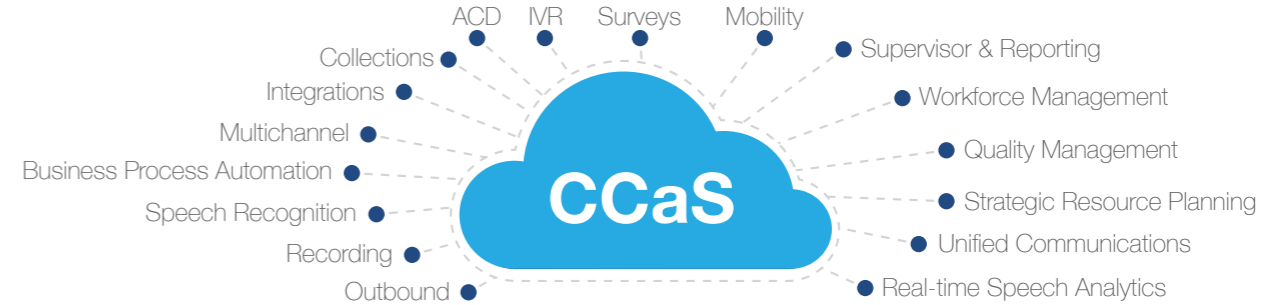 ACD
IVR
Surveys
Mobility
Collections
Supervisor & Reporting
Integrations
Workforce Management
Multichannel
Quality Management
Business Process Automation
CCaS
Speech Recognition
Strategic Resource Planning
Recording
Unified Communications
Outbound
Real-time Speech Analytics